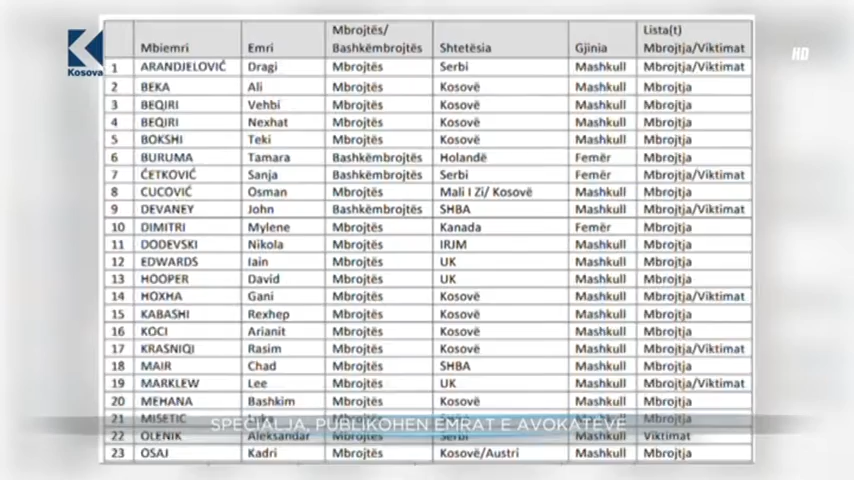 Kosova
HD
Mbiemri Emri Mbrojtës/ Bashkëmbrojtës Shtetësia Gjinia Lista(t) Mbrojtja/Viktimat
1 ARANDJELOVIĆ Dragi Mbrojtës Serbi Mashkull Mbrojtja/Viktimat
2 BEKA Ali Mbrojtës Kosovë Mashkull Mbrojtja
3 BEQIRI Vehbi Mbrojtës Kosovë Mashkull Mbrojtja
4 BEQIRI Nexhat Mbrojtës Kosovë Mashkull Mbrojtja
5 BOKSHI Teki Mbrojtës Kosovë Mashkull Mbrojtja
6 BURUMA Tamara Bashkëmbrojtës Holandë Femër Mbrojtja
7 ĆETKOVIĆ Sanja Bashkëmbrojtës Serbi Femër Mbrojtja/Viktimat
8 CUCOVIĆ Osman Mbrojtës Mali I Zi/ Kosovë Mashkull Mbrojtja
9 DEVANEY John Bashkëmbrojtës SHBA Mashkull Mbrojtja/Viktimat
10 DIMITRI Mylene Mbrojtës Kanada Femër Mbrojtja
11 DODEVSKI Nikola Mbrojtës IRJM Mashkull Mbrojtja
12 EDWARDS Iain Mbrojtës UK Mashkull Mbrojtja
13 HOOPER David Mbrojtës UK Mashkull Mbrojtja
14 HOXHA Gani Mbrojtës Kosovë Mashkull Mbrojtja/Viktimat
15 KABASHI Rexhep Mbrojtës Kosovë Mashkull Mbrojtja
16 KOCI Arianit Mbrojtës Kosovë Mashkull Mbrojtja
17 KRASNIQI Rasim Mbrojtës Kosovë Mashkull Mbrojtja/Viktimat
18 MAIR Chad Mbrojtës SHBA Mashkull Mbrojtja
19 MARKLEW Lee Mbrojtës UK Mashkull Mbrojtja/Viktimat
20 MEHANA Bashkim Mbrojtës Kosovë Mashkull Mbrojtja
21 MISETIC Mashkull Mbrojtja
SPECIALJA, PUBLIKOHEN EMRAT E AVOKATËVE
22 OLENIK Aleksandar Mbrojtës Serbi Mashkull Viktimat
23 OSAJ Kadri Mbrojtës Kosovë/Austri Mashkull Mbrojtja